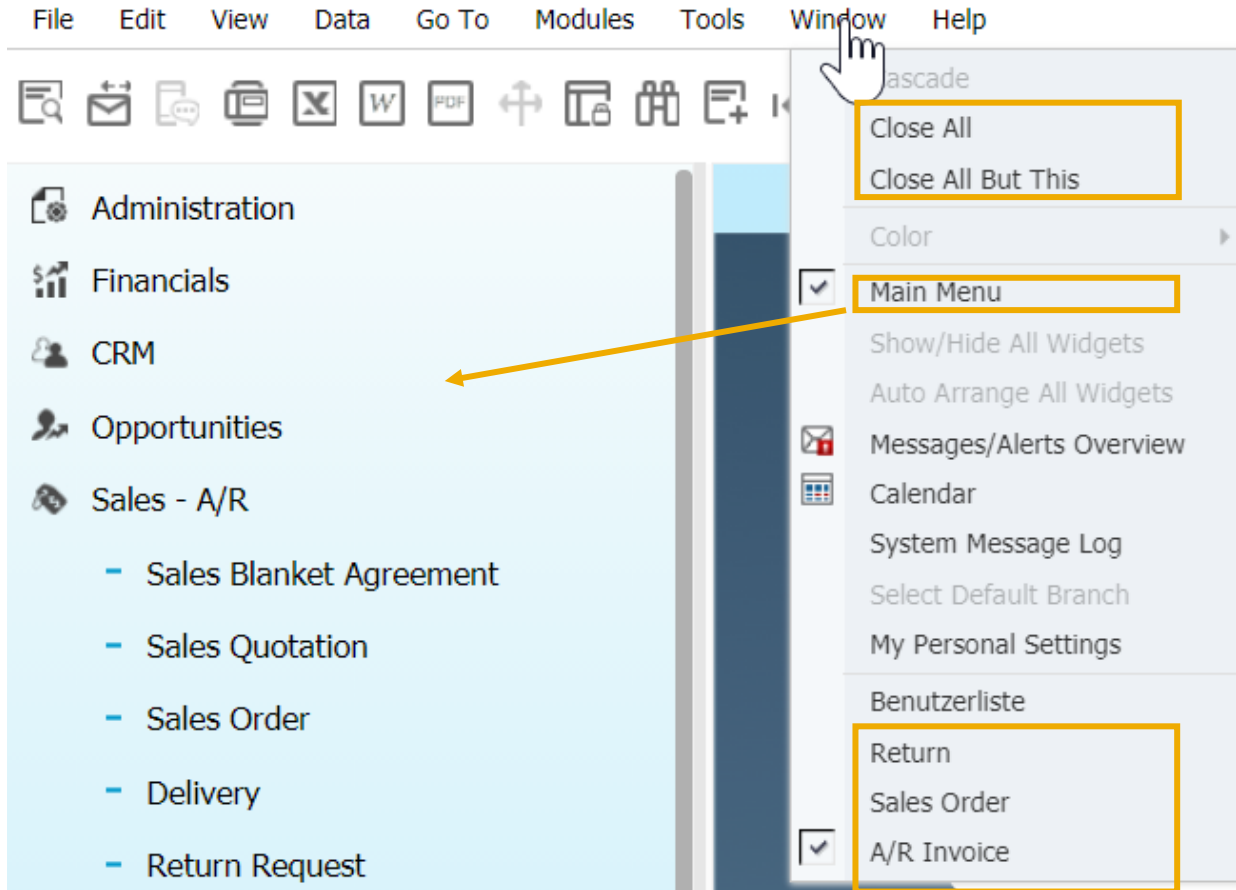 File Edit View Data Go To Modules Tools Window Help
W PDF
Administration
Financials
CRM
Opportunities
Sales - A/R
Sales Blanket Agreement
Sales Quotation
Sales Order
Delivery
Return Request
ascade
Close All
Close All But This
Color
Main Menu
Show/Hide All Widgets
Auto Arrange All Widgets
Messages/Alerts Overview
Calendar
System Message Log
Select Default Branch
My Personal Settings
Benutzerliste
Return
Sales Order
A/R Invoice